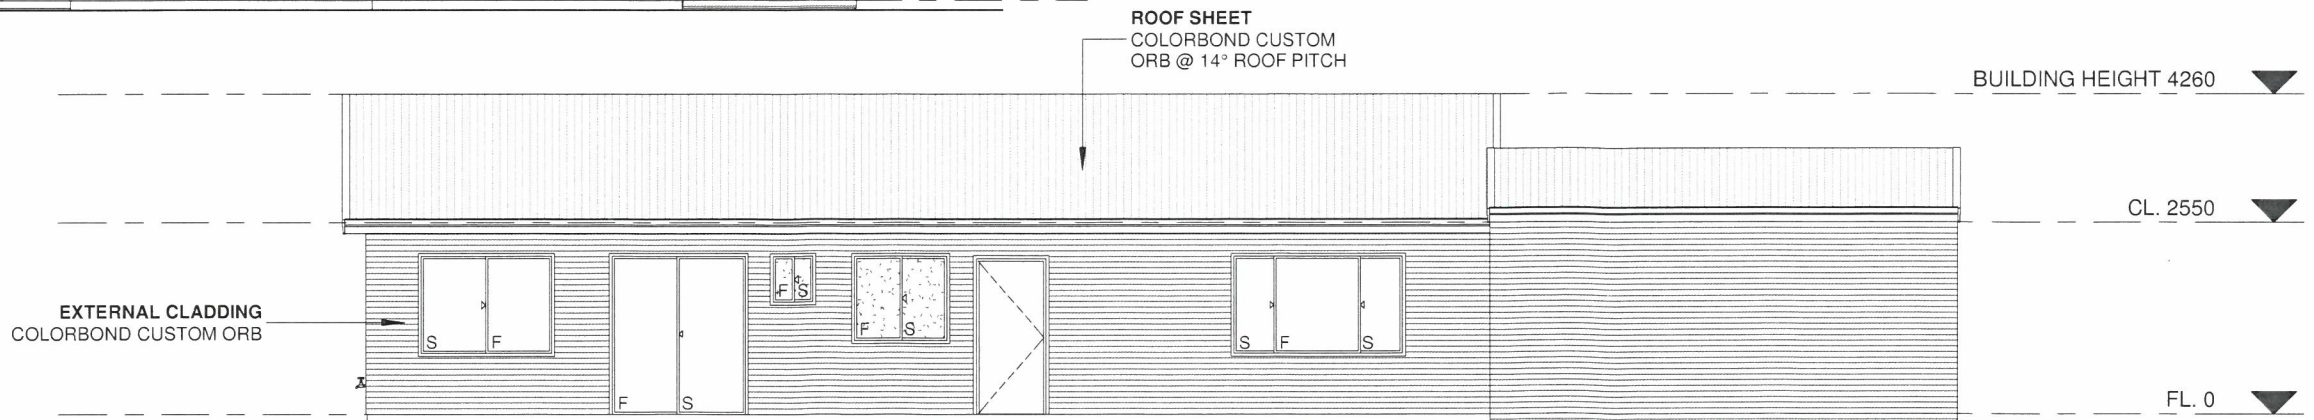 ROOF SHEET
COLORBOND CUSTOM
ORB @ 14° ROOF PITCH
BUILDING HEIGHT 4260
CL. 2550
EXTERNAL CLADDING
COLORBOND CUSTOM ORB
S F
F S
F S
F S
S F S
FL. 0